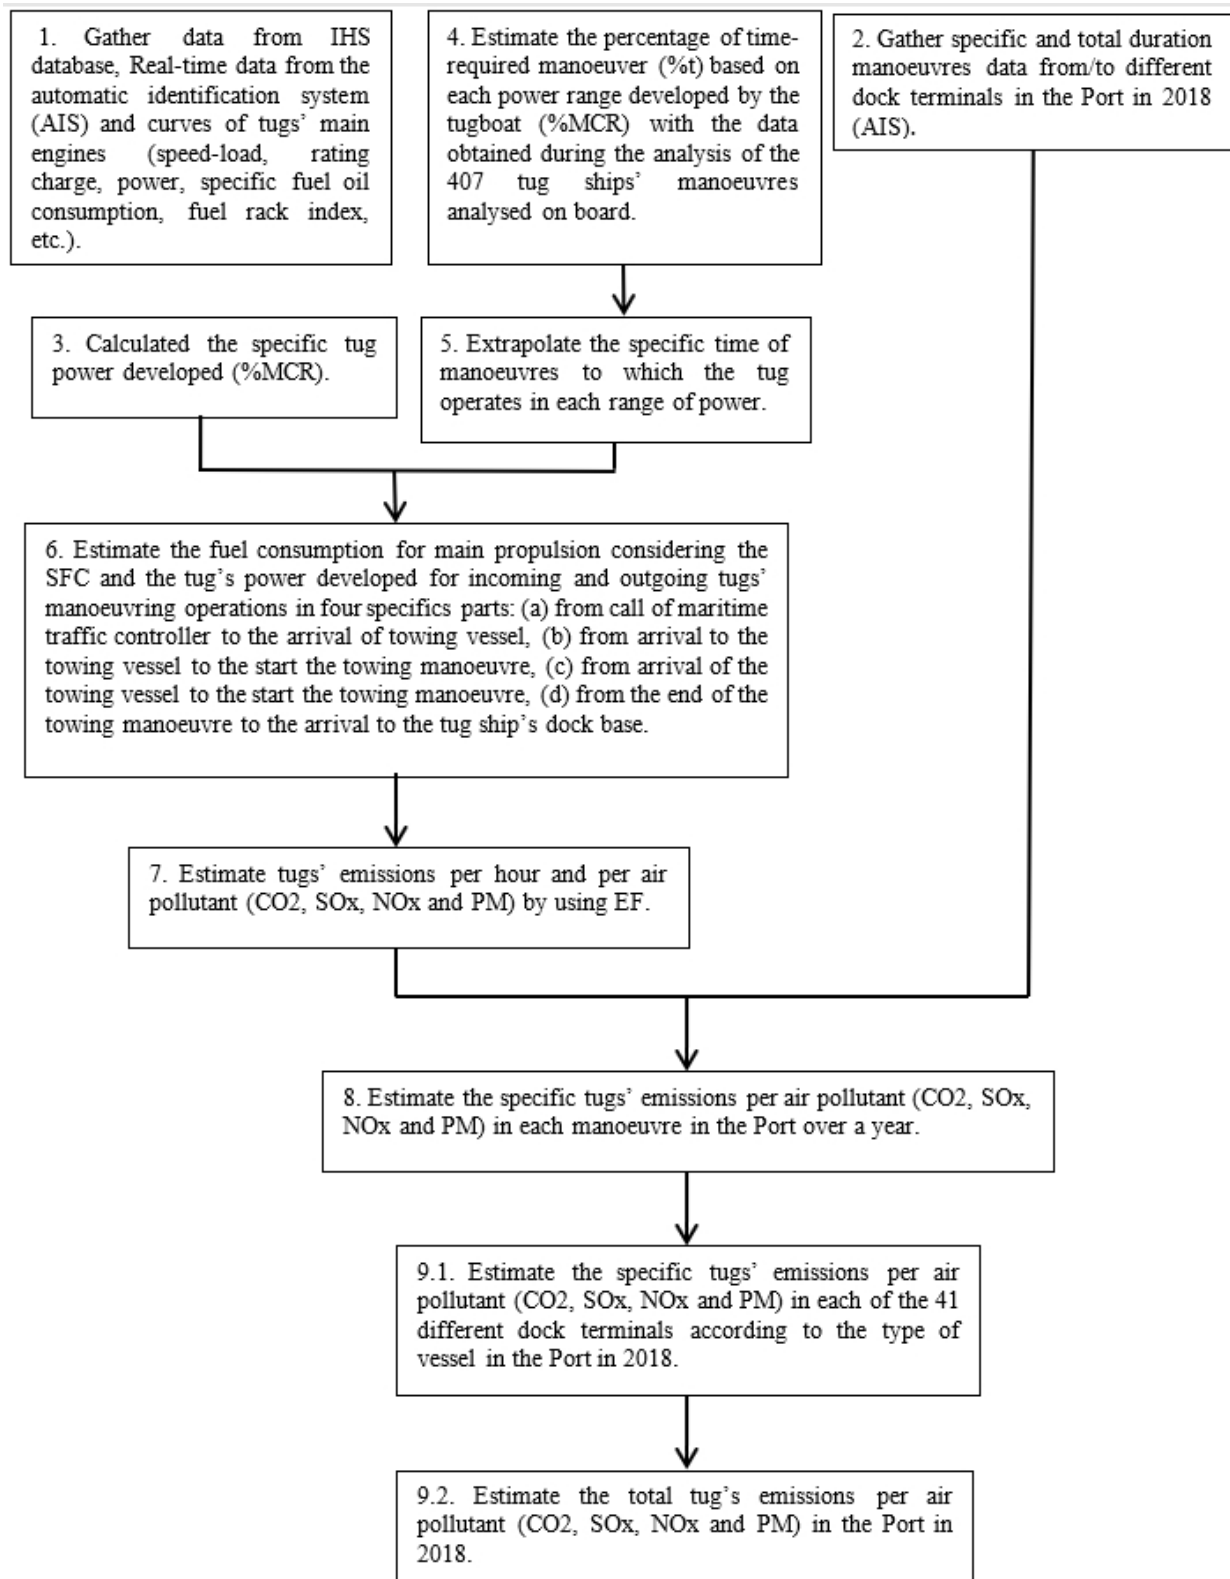 1. Gather data from IHS
database, Real-time data from the
automatic identification system
(AIS) and curves of tugs’ main
engines (speed-load, rating
charge, power, specific fuel oil
consumption, fuel rack index,
etc.).
4. Estimate the percentage of time-
required manoeuver (%t) based on
each power range developed by the
tugboat (%MCR) with the data
obtained during the analysis of the
407 tug ships’ manoeuvres
analysed on board.
2. Gather specific and total duration
manoeuvres data from/to different
dock terminals in the Port in 2018
(AIS).
3. Calculated the specific tug
power developed (%MCR).
5. Extrapolate the specific time of
manoeuvres to which the tug
operates in each range of power.
6. Estimate the fuel consumption for main propulsion considering the
SFC and the tug’s power developed for incoming and outgoing tugs’
manoeuvring operations in four specifics parts: (a) from call of maritime
traffic controller to the arrival of towing vessel, (b) from arrival to the
towing vessel to the start the towing manoeuvre, (c) from arrival of the
towing vessel to the start the towing manoeuvre, (d) from the end of the
towing manoeuvre to the arrival to the tug ship’s dock base.
7. Estimate tugs’ emissions per hour and per air
pollutant (CO2, SOx, NOx and PM) by using EF.
8. Estimate the specific tugs’ emissions per air pollutant (CO2, SOx,
NOx and PM) in each manoeuvre in the Port over a year.
9.1. Estimate the specific tugs’ emissions per air
pollutant (CO2, SOx, NOx and PM) in each of the 41
different dock terminals according to the type of
vessel in the Port in 2018.
9.2. Estimate the total tug’s emissions per air
pollutant (CO2, SOx, NOx and PM) in the Port in
2018.